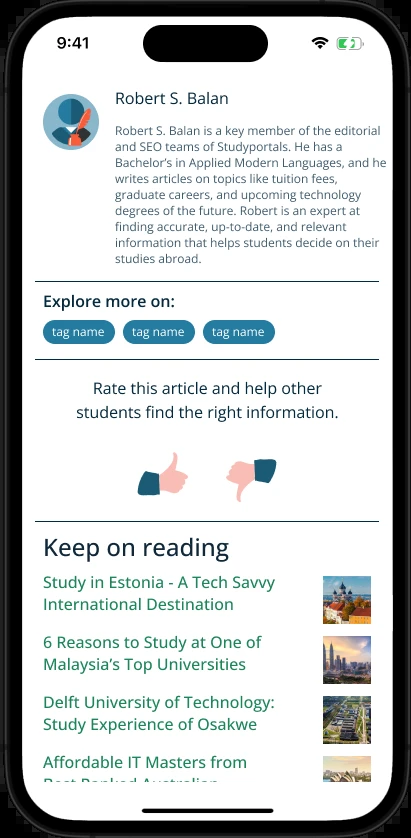 9:41
Robert S. Balan
Robert S. Balan is a key member of the editorial
and SEO teams of Studyportals. He has a
Bachelor's in Applied Modern Languages, and he
writes articles on topics like tuition fees,
graduate careers, and upcoming technology
degrees of the future. Robert is an expert at
finding accurate, up-to-date, and relevant
information that helps students decide on their
studies abroad.
Explore more on:
tag name tag name tag name
Rate this article and help other
students find the right information.
Keep on reading
Study in Estonia - A Tech Savvy
International Destination
6 Reasons to Study at One of
Malaysia's Top Universities
Delft University of Technology:
Study Experience of Osakwe
Affordable IT Masters from
Best Ranked Australian